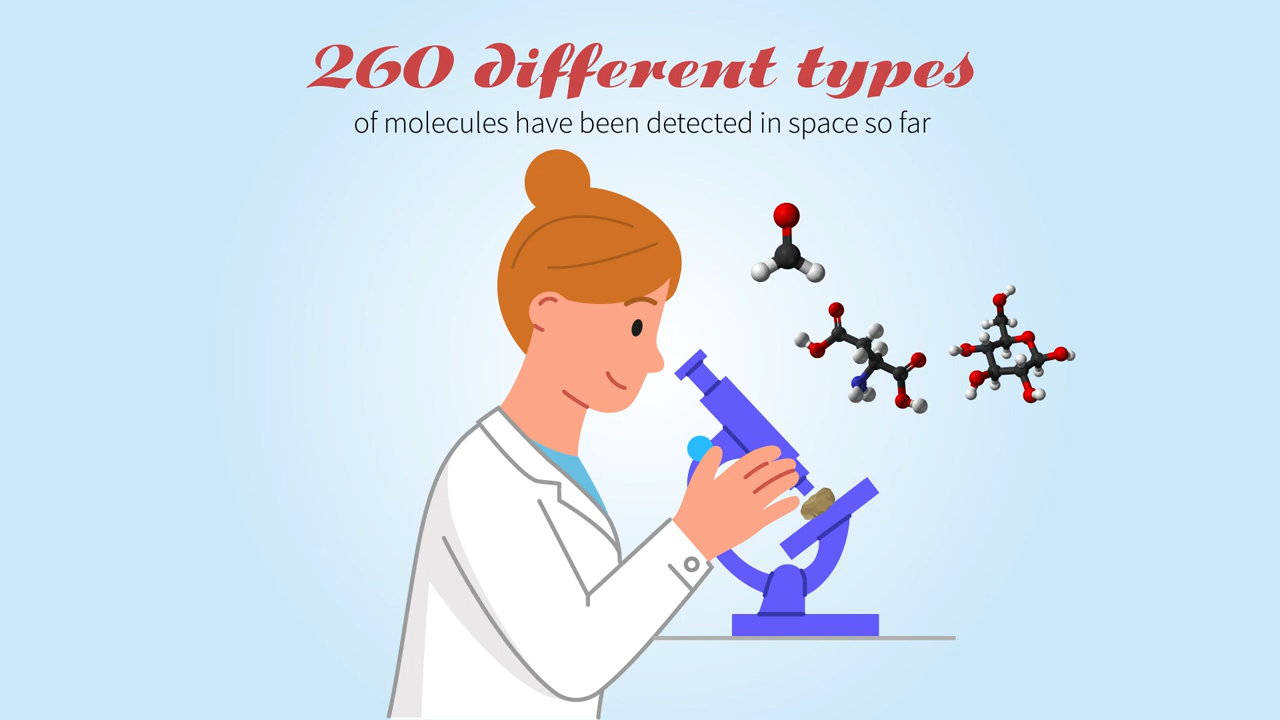 260 different types
of molecules have been detected in space so far